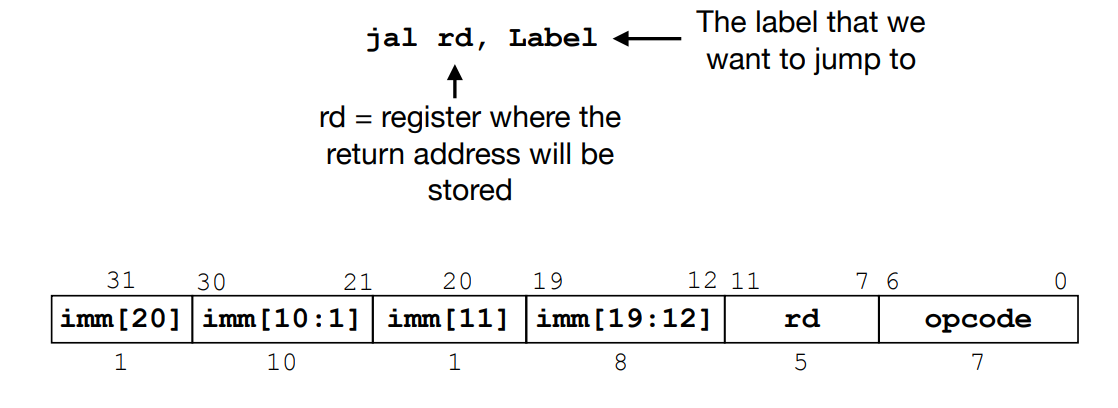 jal rd, Label
The label that we
want to jump to
rd = register where the
return address will be
stored
31 30 21 20 19 12 11 7 6 0
imm[20] imm[10:1] imm[11] imm[19:12] rd opcode
1 10 1 8 5 7